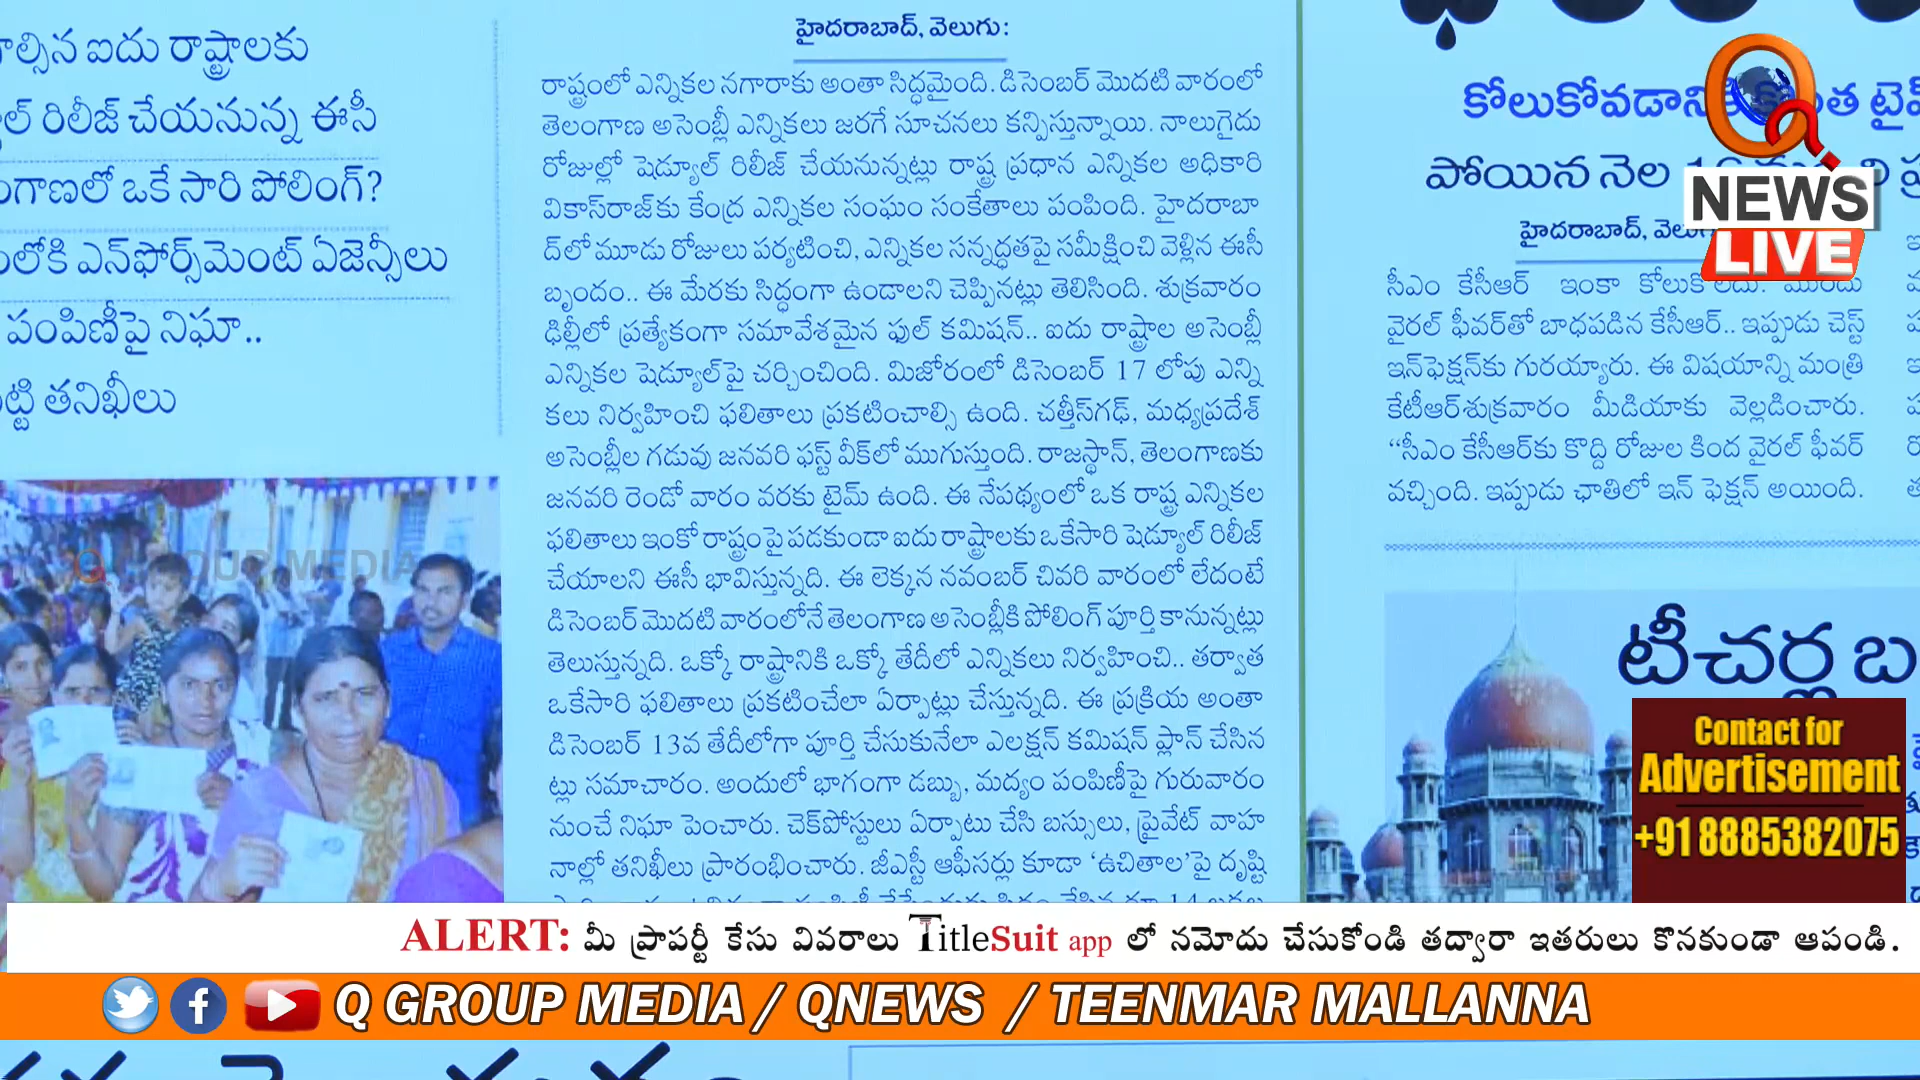 ఐదు రాష్ట్రాలకు
రిలీజ్ చేయనున్న ఈసీ
ఒకే సారి పోలింగ్?
ఎన్‌ఫోర్స్‌మెంట్ ఏజెన్సీలు
పంపిణీపై నిఘా..
తనిఖీలు
హైదరాబాద్, వెలుగు:
రాష్ట్రంలో ఎన్నికల నగారాకు అంతా సిద్ధమైంది. డిసెంబర్ మొదటి వారంలో
తెలంగాణ అసెంబ్లీ ఎన్నికలు జరగే సూచనలు కన్పిస్తున్నాయి. నాలుగైదు
రోజుల్లో షెడ్యూల్ రిలీజ్ చేయనున్నట్లు రాష్ట్ర ప్రధాన ఎన్నికల అధికారి
వికాస్‌రాజ్‌కు కేంద్ర ఎన్నికల సంఘం సంకేతాలు పంపింది. హైదరాబా
ద్‌లో మూడు రోజులు పర్యటించి, ఎన్నికల సన్నద్ధతపై సమీక్షించి వెళ్లిన ఈసీ
బృందం.. ఈ మేరకు సిద్ధంగా ఉండాలని చెప్పినట్లు తెలిసింది. శుక్రవారం
ఢిల్లీలో ప్రత్యేకంగా సమావేశమైన ఫుల్ కమిషన్.. ఐదు రాష్ట్రాల అసెంబ్లీ
ఎన్నికల షెడ్యూల్‌పై చర్చించింది. మిజోరంలో డిసెంబర్ 17 లోపు ఎన్ని
కలు నిర్వహించి ఫలితాలు ప్రకటించాల్సి ఉంది. చత్తీస్‌గఢ్, మధ్యప్రదేశ్
అసెంబ్లీల గడువు జనవరి ఫస్ట్ వీక్‌లో ముగుస్తుంది. రాజస్థాన్, తెలంగాణకు
జనవరి రెండో వారం వరకు టైమ్ ఉంది. ఈ నేపథ్యంలో ఒక రాష్ట్ర ఎన్నికల
ఫలితాలు ఇంకో రాష్ట్రంపై పడకుండా ఐదు రాష్ట్రాలకు ఒకేసారి షెడ్యూల్ రిలీజ్
చేయాలని ఈసీ భావిస్తున్నది. ఈ లెక్కన నవంబర్ చివరి వారంలో లేదంటే
డిసెంబర్ మొదటి వారంలోనే తెలంగాణ అసెంబ్లీకి పోలింగ్ పూర్తి కానున్నట్లు
తెలుస్తున్నది. ఒక్కో రాష్ట్రానికి ఒక్కో తేదీలో ఎన్నికలు నిర్వహించి.. తర్వాత
ఒకేసారి ఫలితాలు ప్రకటించేలా ఏర్పాట్లు చేస్తున్నది. ఈ ప్రక్రియ అంతా
డిసెంబర్ 13వ తేదీలోగా పూర్తి చేసుకునేలా ఎలక్షన్ కమిషన్ ప్లాన్ చేసిన
ట్లు సమాచారం. అందులో భాగంగా డబ్బు, మద్యం పంపిణీపై గురువారం
నుంచే నిఘా పెంచారు. చెక్‌పోస్టులు ఏర్పాటు చేసి బస్సులు, ప్రైవేట్ వాహ
నాల్లో తనిఖీలు ప్రారంభించారు. జీఎస్టీ ఆఫీసర్లు కూడా ‘ఉచితాల’పై దృష్టి
కోలుకోవడానికి
పోయిన నెల
హైదరాబాద్,
సీఎం కేసీఆర్ ఇంకా
వైరల్ ఫీవర్‌తో బాధపడిన కేసీఆర్.. ఇప్పుడు చెస్ట్
ఇన్‌ఫెక్షన్‌కు గురయ్యారు. ఈ విషయాన్ని మంత్రి
కేటీఆర్‌శుక్రవారం మీడియాకు వెల్లడించారు.
“సీఎం కేసీఆర్‌కు కొద్ది రోజుల కింద వైరల్ ఫీవర్
వచ్చింది. ఇప్పుడు ఛాతిలో ఇన్ ఫెక్షన్ అయింది.
టీచర్ల
Q
NEWS
LIVE
Q GROUP MEDIA
Contact for
Advertisement
+91 8885382075
ALERT: మీ ప్రాపర్టీ కేసు వివరాలు TitleSuit app లో నమోదు చేసుకోండి తద్వారా ఇతరులు కొనకుండా ఆపండి.
Q GROUP MEDIA / QNEWS / TEENMAR MALLANNA